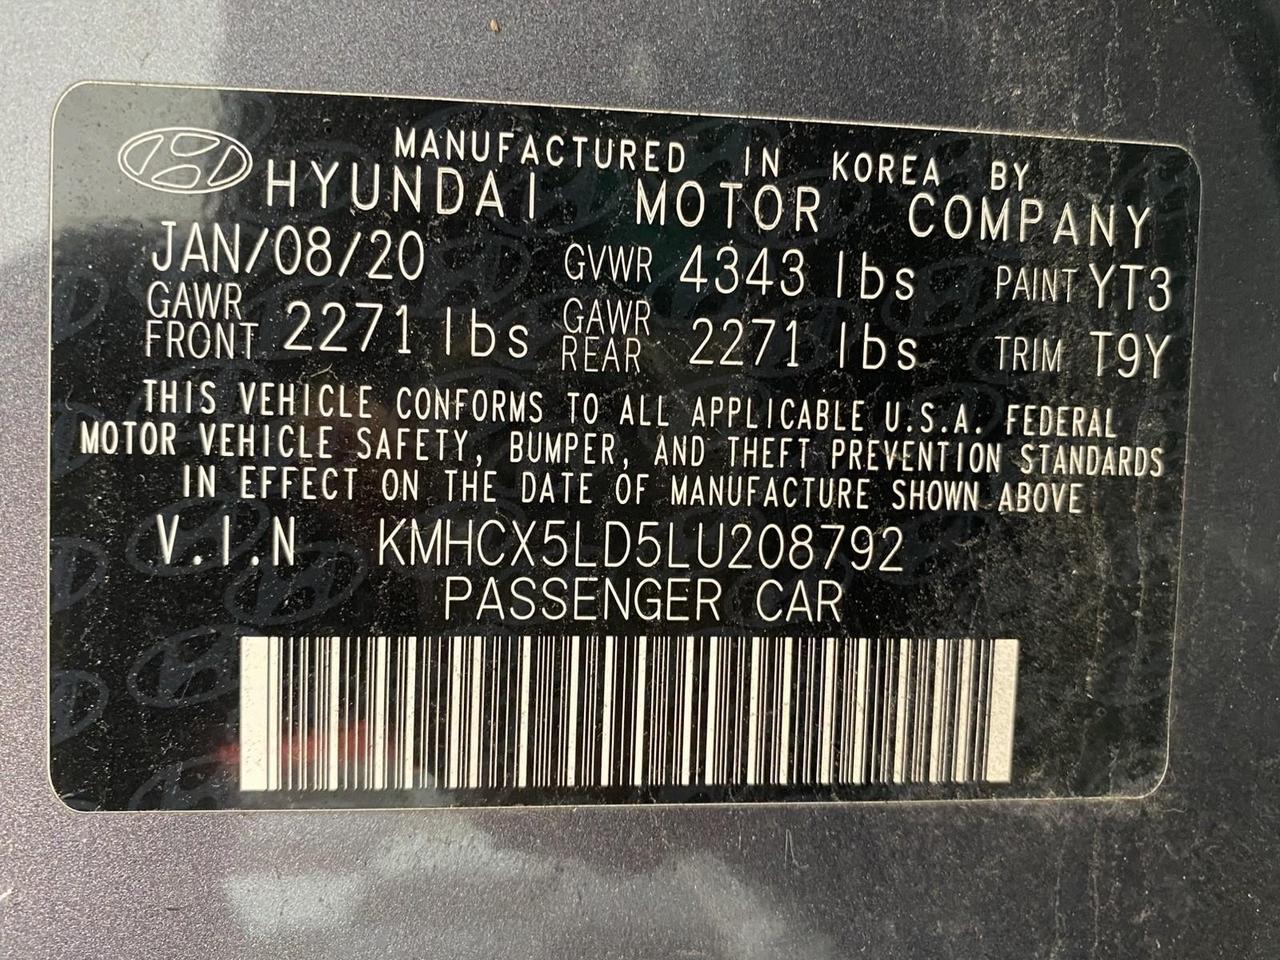 MANUFACTURED IN KOREA BY
HYUNDAI MOTOR COMPANY
JAN/08/20 GVWR 4343 lbs PAINT YT3
GAWR FRONT 2271 lbs GAWR REAR 2271 lbs TRIM T9Y
THIS VEHICLE CONFORMS TO ALL APPLICABLE U.S.A. FEDERAL
MOTOR VEHICLE SAFETY, BUMPER, AND THEFT PREVENTION STANDARDS
IN EFFECT ON THE DATE OF MANUFACTURE SHOWN ABOVE
V.I.N KMHCX5LD5LU208792
PASSENGER CAR